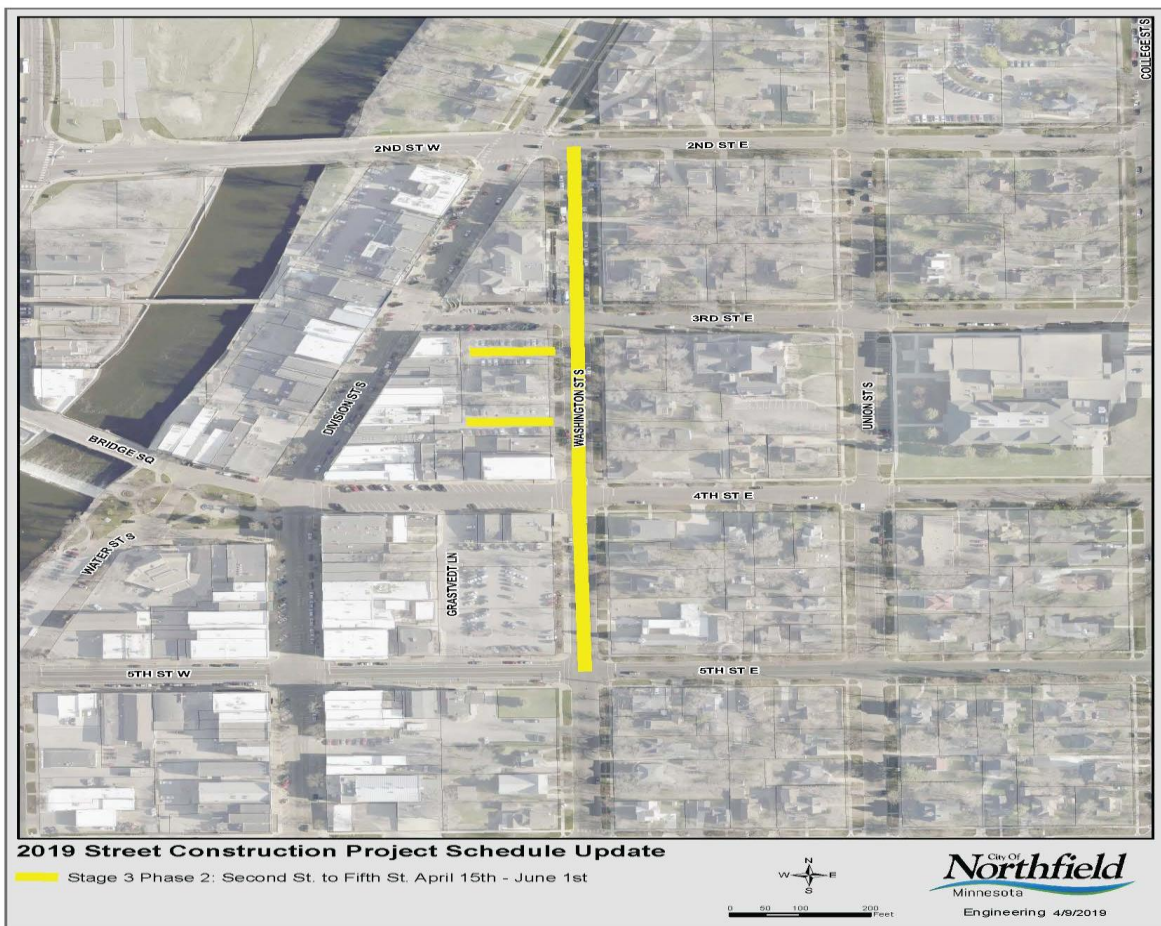 COLLEGE ST S
2ND ST W
2ND ST E
3RD ST E
DIVISION ST S
WASHINGTON ST S
UNION ST S
BRIDGE SQ
4TH ST E
WATER ST S
GRASTVEDT LN
5TH ST W
5TH ST E
2019 Street Construction Project Schedule Update
Stage 3 Phase 2: Second St. to Fifth St. April 15th - June 1st
N
W E
S
0 50 100 200
Feet
City Of
Northfield
Minnesota
Engineering 4/9/2019